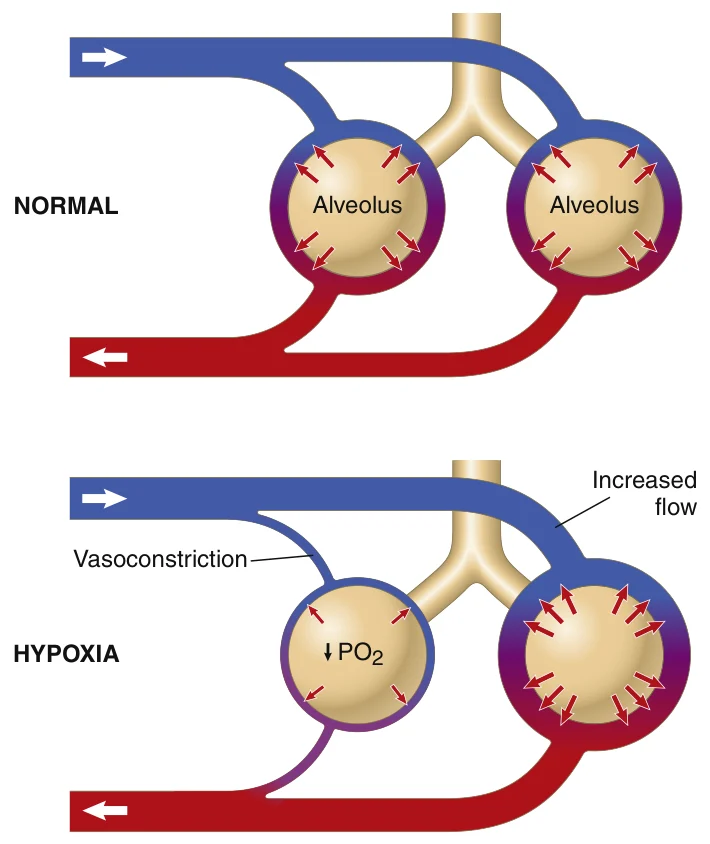 NORMAL
Alveolus
Alveolus
Increased
flow
Vasoconstriction
HYPOXIA
↓ PO₂